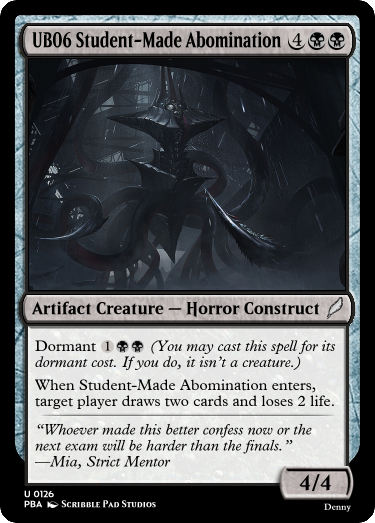 UB06 Student-Made Abomination 4
Artifact Creature — Horror Construct
Dormant 1 (You may cast this spell for its
dormant cost. If you do, it isn't a creature.)
When Student-Made Abomination enters,
target player draws two cards and loses 2 life.
“Whoever made this better confess now or
the next exam will be harder than the finals.”
—Mia, Strict Mentor
4/4
U 0126
PBA SCRIBBLE PAD STUDIOS
Denny